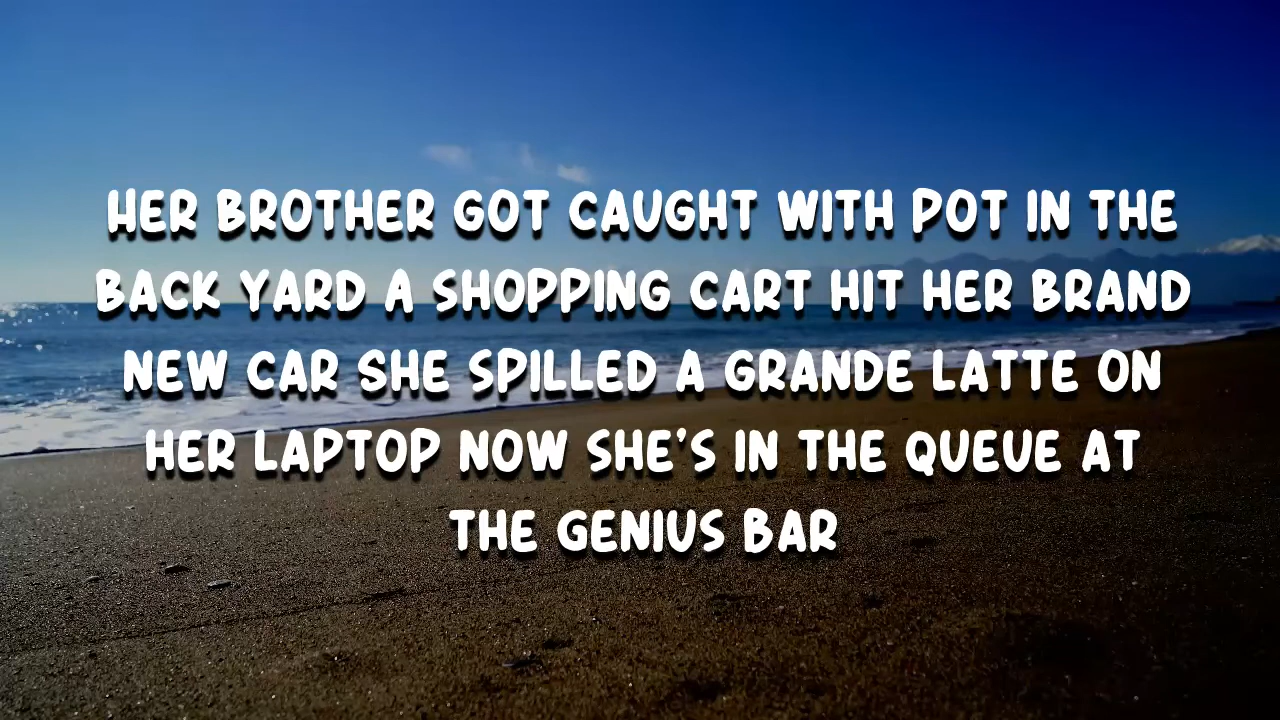 HER BROTHER GOT CAUGHT WITH POT IN THE
BACK YARD A SHOPPING CART HIT HER BRAND
NEW CAR SHE SPILLED A GRANDE LATTE ON
HER LAPTOP NOW SHE'S IN THE QUEUE AT
THE GENIUS BAR